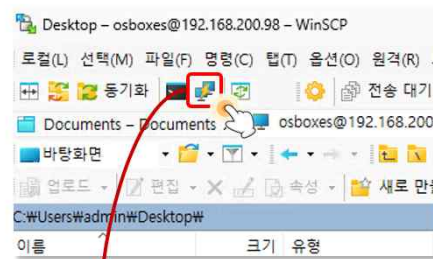 Desktop – osboxes@192.168.200.98 – WinSCP
로컬(L) 선택(M) 파일(F) 명령(C) 탭(T) 옵션(O) 원격(R)
동기화 전송 대기
Documents – Documents osboxes@192.168.200
바탕화면
업로드 편집 속성 새로 만
C:₩Users₩admin₩Desktop₩
이름 크기 유형